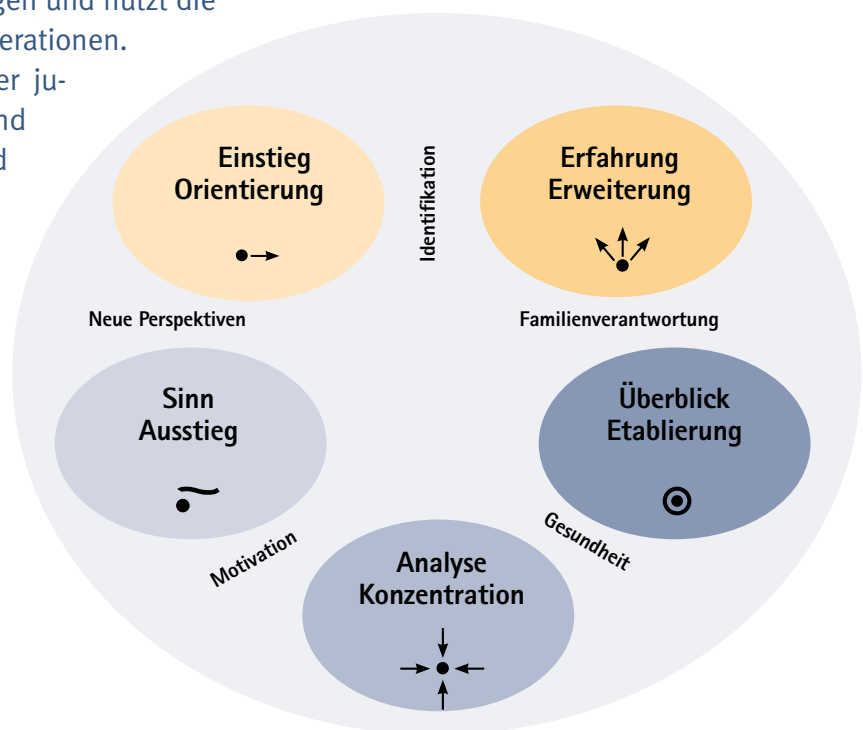 gen und nutzt die
erationen.
er ju-
nd
d
Einstieg
Orientierung
Identifikation
Erfahrung
Erweiterung
Neue Perspektiven
Familienverantwortung
Sinn
Ausstieg
Überblick
Etablierung
Motivation
Gesundheit
Analyse
Konzentration